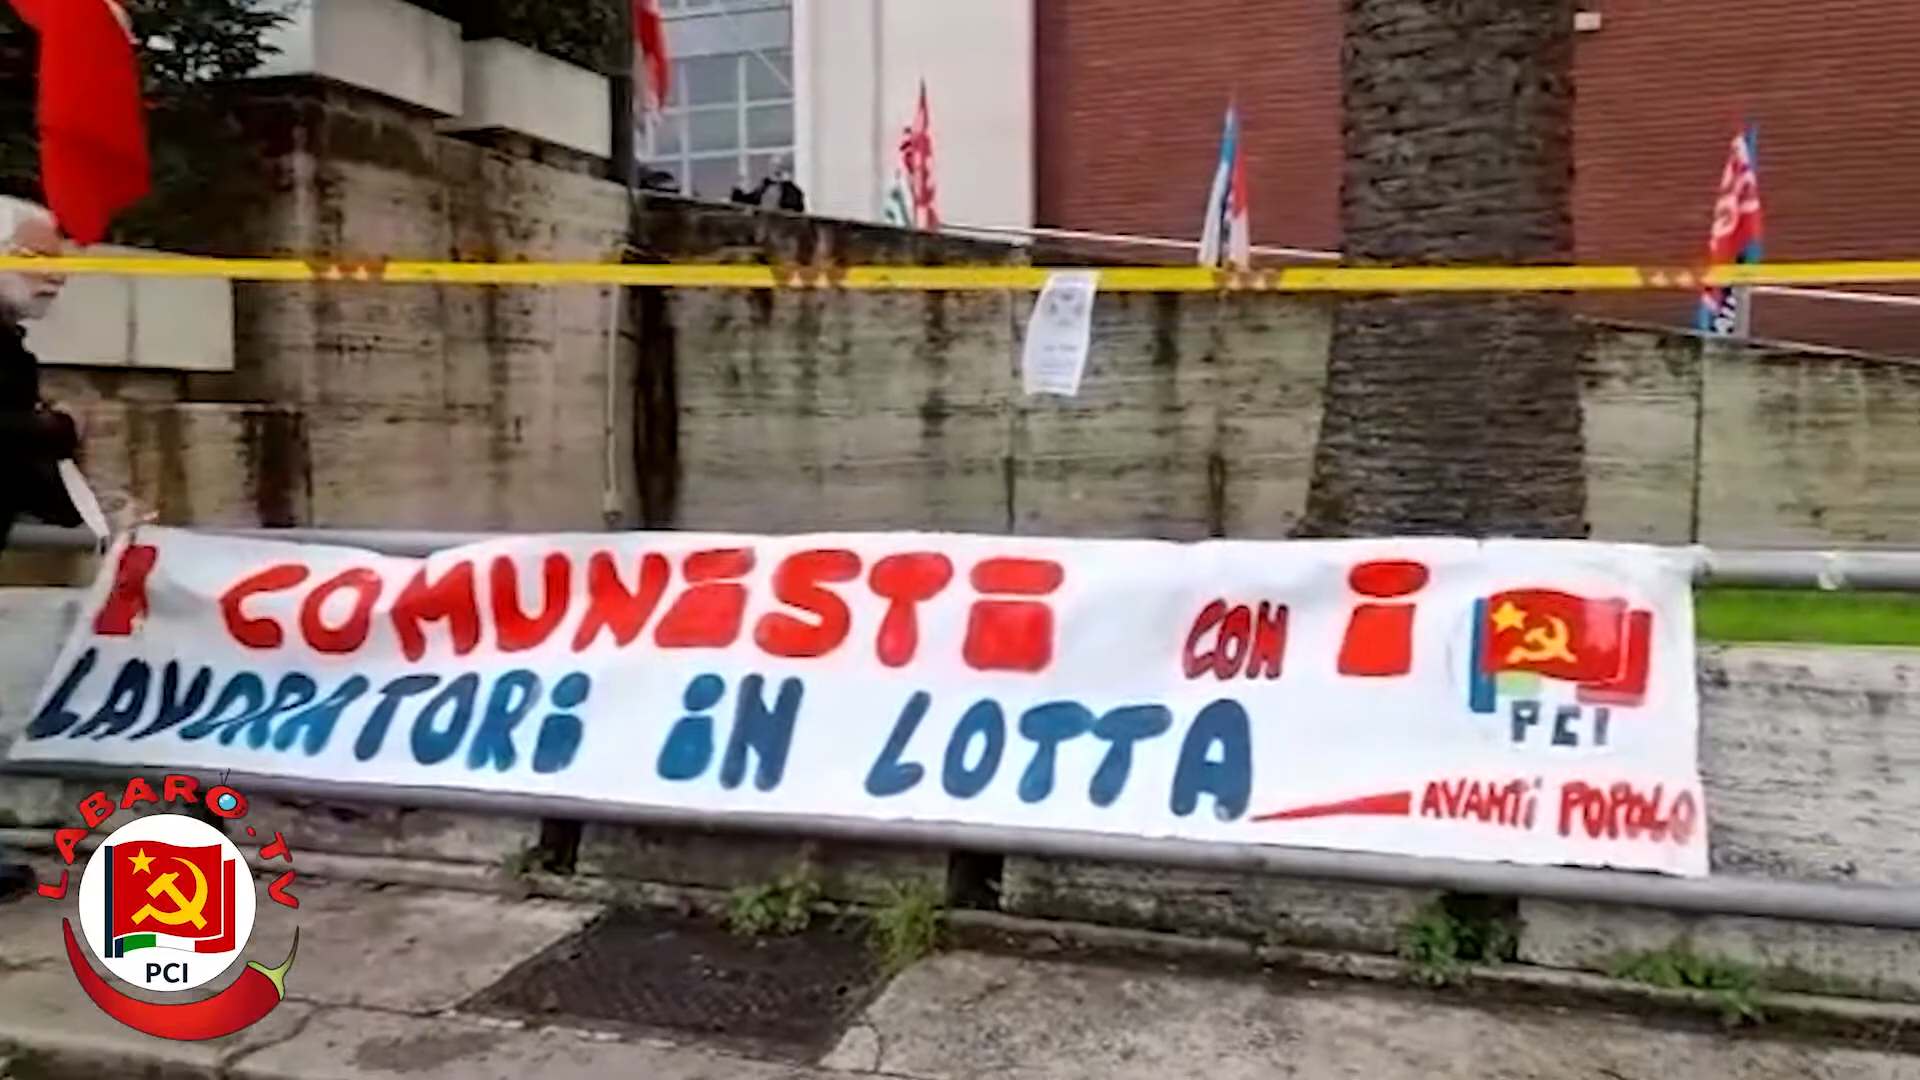 I COMUNISTI CON I
LAVORATORI IN LOTTA
PCI
AVANTI POPOLO
LABARO.TV
PCI